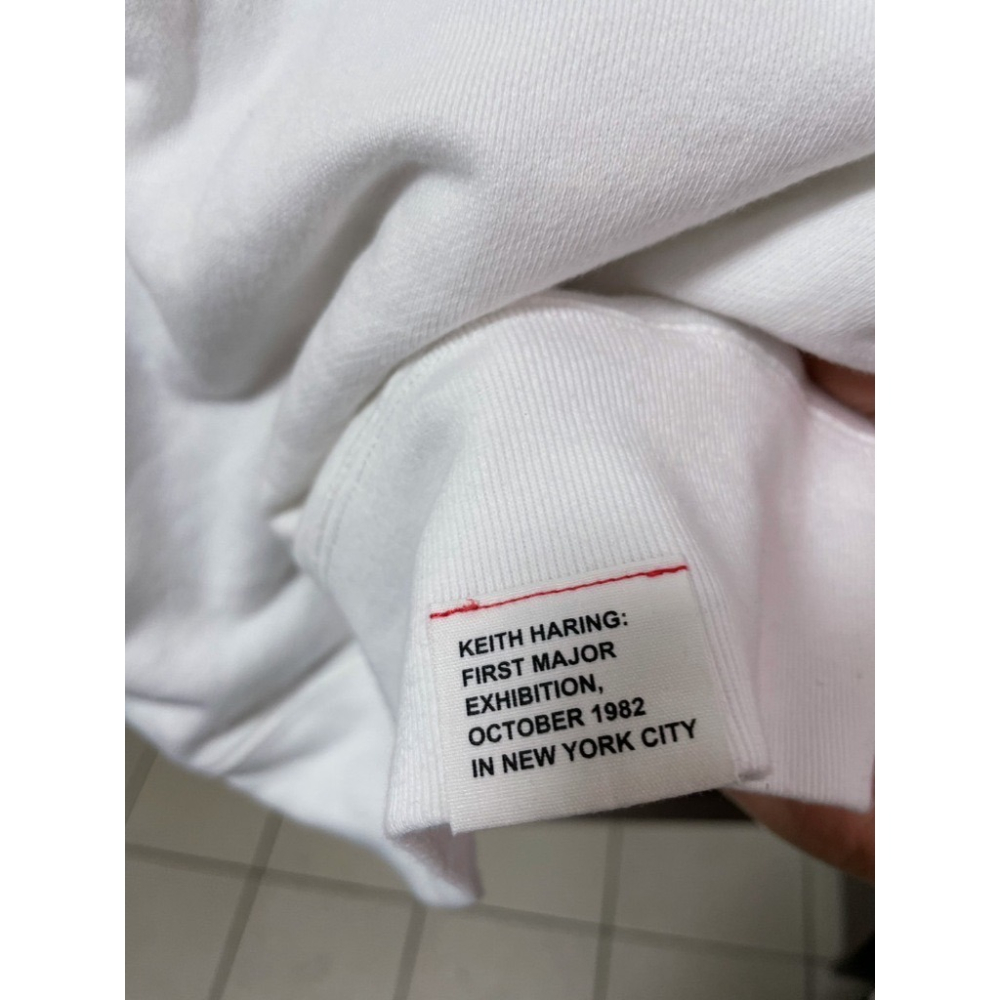 KEITH HARING:
FIRST MAJOR
EXHIBITION,
OCTOBER 1982
IN NEW YORK CITY